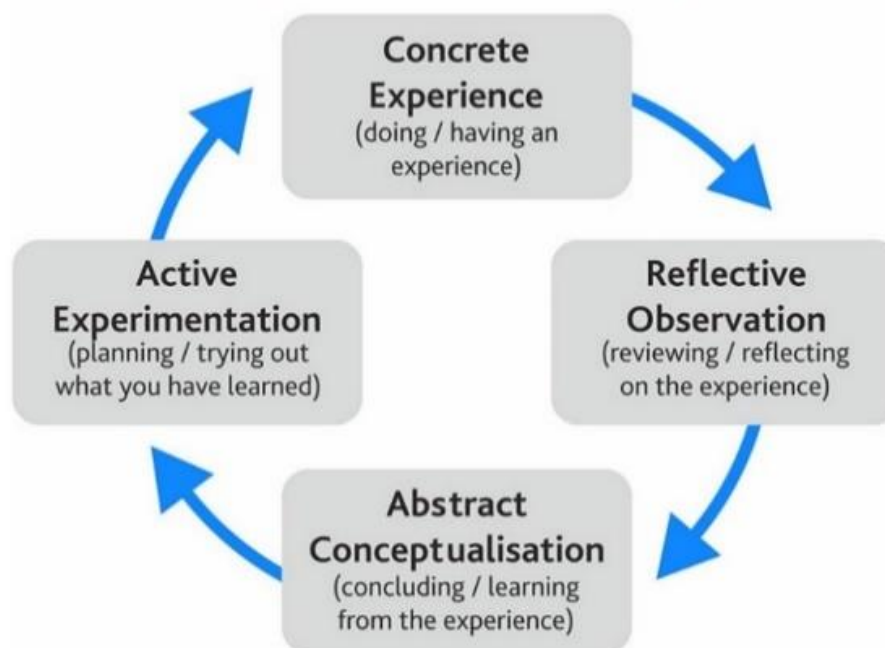 Concrete
Experience
(doing / having an
experience)
Active
Experimentation
(planning / trying out
what you have learned)
Reflective
Observation
(reviewing / reflecting
on the experience)
Abstract
Conceptualisation
(concluding / learning
from the experience)